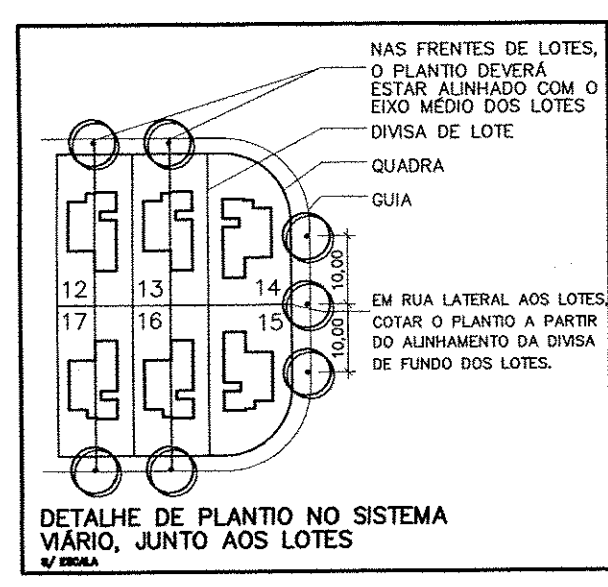 NAS FRENTES DE LOTES,
O PLANTIO DEVERÁ
ESTAR ALINHADO COM O
EIXO MÉDIO DOS LOTES
DIVISA DE LOTE
QUADRA
GUIA
12
13
14
17
16
15
10,00
10,00
EM RUA LATERAL AOS LOTES,
COTAR O PLANTIO A PARTIR
DO ALINHAMENTO DA DIVISA
DE FUNDO DOS LOTES.
DETALHE DE PLANTIO NO SISTEMA
VIÁRIO, JUNTO AOS LOTES
S/ ESCALA